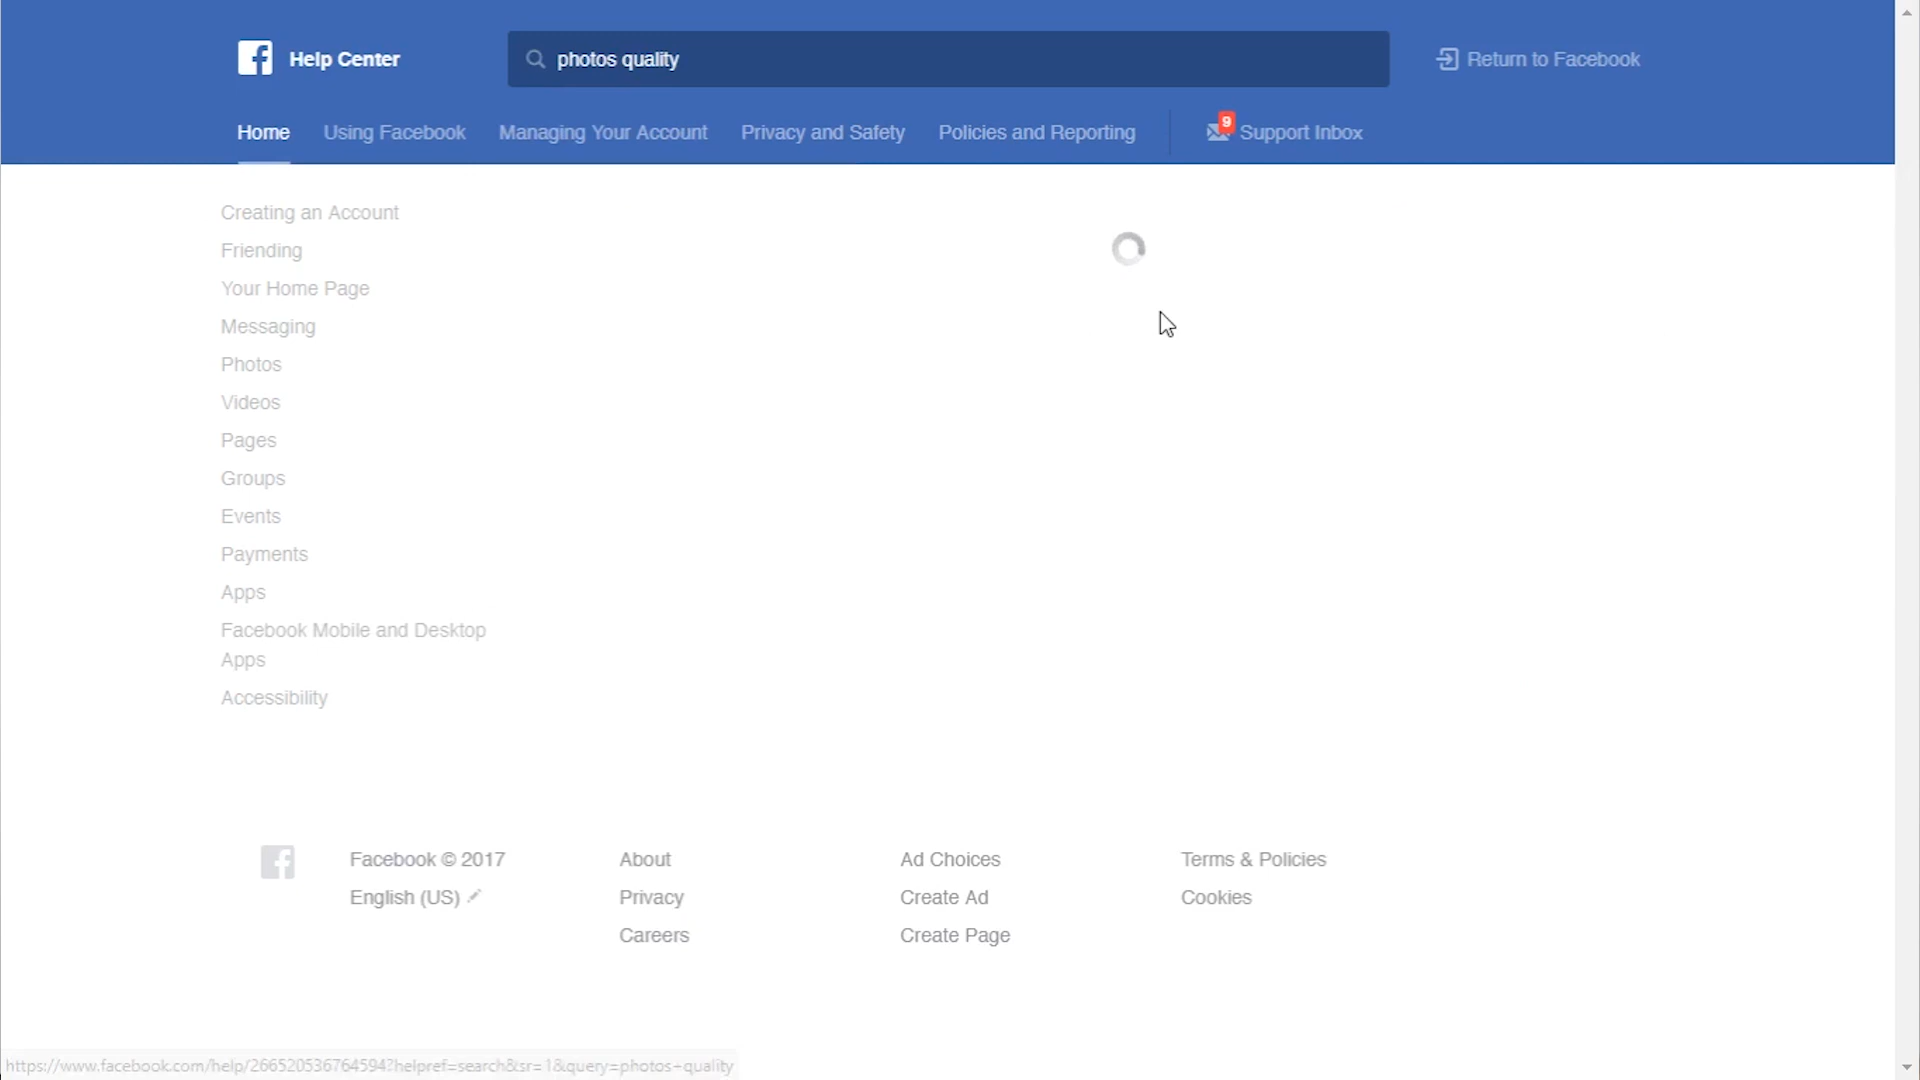 Help Center
photos quality
Return to Facebook
Home
Using Facebook
Managing Your Account
Privacy and Safety
Policies and Reporting
9
Support Inbox
Creating an Account
Friending
Your Home Page
Messaging
Photos
Videos
Pages
Groups
Events
Payments
Apps
Facebook Mobile and Desktop
Apps
Accessibility
Facebook © 2017
About
Ad Choices
Terms & Policies
English (US)
Privacy
Create Ad
Cookies
Careers
Create Page
https://www.facebook.com/help/266520536764594?helpref=search&sr=1&query=photos+quality